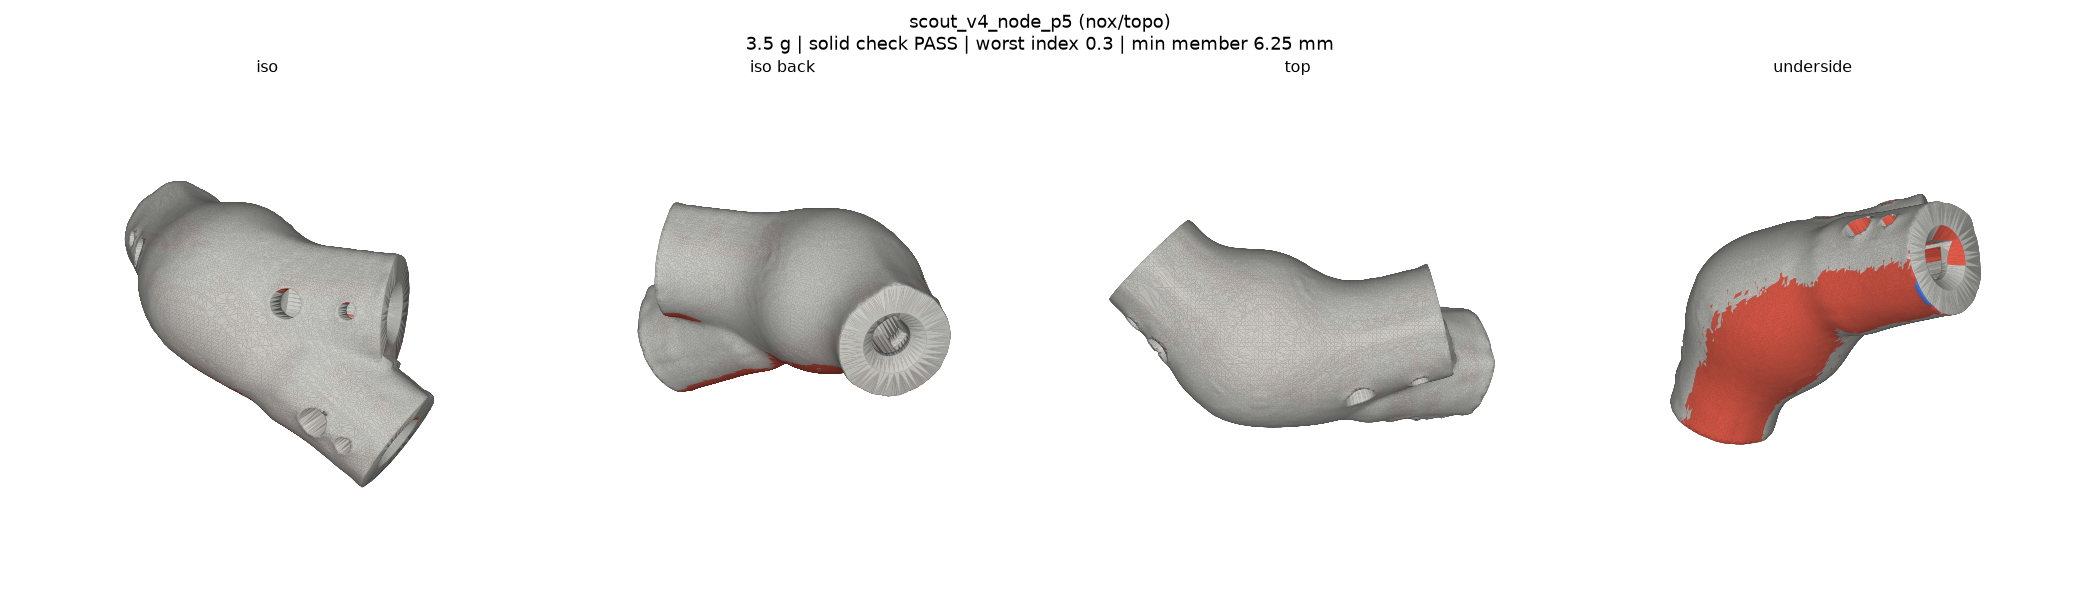 scout_v4_node_p5 (nox/topo)
3.5 g | solid check PASS | worst index 0.3 | min member 6.25 mm
iso
iso back
top
underside